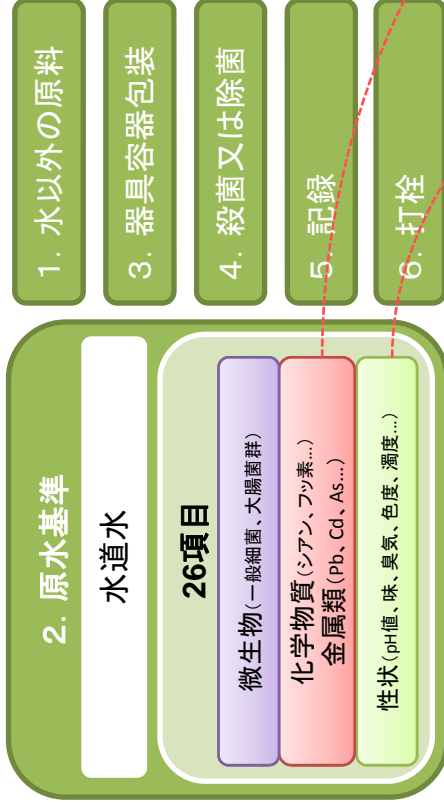 1. 水以外の原料
3. 器具容器包装
4. 殺菌又は除菌
5. 記録
6. 打栓
2. 原水基準
水道水
26項目
微生物(一般細菌、大腸菌群)
化学物質(シアン、フッ素…)
金属類(Pb、Cd、As…)
性状(pH値、味、臭気、色度、濁度…)